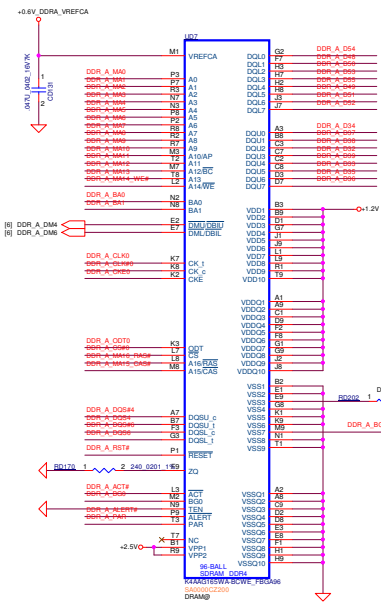 +0.6V_DDRA_VREFCA
UD7
M1 VREFCA
.047U_0402_16V7K
1
2
CD131
DDR_A_MA0 P3 A0
DDR_A_MA1 P7 A1
DDR_A_MA2 R3 A2
DDR_A_MA3 N7 A3
DDR_A_MA4 N3 A4
DDR_A_MA5 P8 A5
DDR_A_MA6 P2 A6
DDR_A_MA7 R8 A7
DDR_A_MA8 R2 A8
DDR_A_MA9 R7 A9
DDR_A_MA10 M3 A10/AP
DDR_A_MA11 T2 A11
DDR_A_MA12 M7 A12/BC
DDR_A_MA13 T8 A13
DDR_A_MA14_WE# L2 A14/WE
DDR_A_BA0 N2 BA0
DDR_A_BA1 N8 BA1
[6] DDR_A_DM4 E2 DMU/DBIU
[6] DDR_A_DM6 E7 DML/DBIL
DDR_A_CLK0 K7 CK_t
DDR_A_CLK#0 K8 CK_c
DDR_A_CKE0 K2 CKE
DDR_A_ODT0 K3 ODT
DDR_A_CS#0 L7 CS
DDR_A_MA16_RAS# L8 A16/RAS
DDR_A_MA15_CAS# M8 A15/CAS
DDR_A_DQS#4 A7 DQSU_c
DDR_A_DQS4 B7 DQSU_t
DDR_A_DQS#6 F3 DQSL_c
DDR_A_DQS6 G3 DQSL_t
DDR_A_RST# P1 RESET
RD170 1 2 240_0201_1% F9 ZQ
DDR_A_ACT# L3 ACT
DDR_A_BG0 M2 BG0
N9 TEN
DDR_A_ALERT# P9 ALERT
DDR_A_PAR T3 PAR
T7 NC
+2.5V B1 VPP1
R9 VPP2
DQL0 G2 DDR_A_D54
DQL1 F7
DQL2 H3
DQL3 H7
DQL4 H2
DQL5 H8
DQL6 J3
DQL7 J7
DQU0 A3 DDR_A_D34
DQU1 B8
DQU2 C3
DQU3 C7
DQU4 C2
DQU5 C8
DQU6 D3
DQU7 D7
VDD1 B3 +1.2V
VDD2 B9
VDD3 D1
VDD4 G7
VDD5 J1
VDD6 J9
VDD7 L1
VDD8 L9
VDD9 R1
VDD10 T9
VDDQ1 A1
VDDQ2 A9
VDDQ3 C1
VDDQ4 D9
VDDQ5 F2
VDDQ6 F8
VDDQ7 G1
VDDQ8 G9
VDDQ9 J2
VDDQ10 J8
VSS1 B2
VSS2 E1
VSS3 E9 RD202 1
VSS4 G8
VSS5 K1
VSS6 K9
VSS7 M9
VSS8 N1
VSS9 T1
VSSQ1 A2
VSSQ2 A8
VSSQ3 C9
VSSQ4 D2
VSSQ5 D8
VSSQ6 E3
VSSQ7 E8
VSSQ8 F1
VSSQ9 H1
VSSQ10 H9
96-BALL
SDRAM DDR4
K4AAG165WA-BCWE_FBGA96
SA0000CZ200
DRAM@